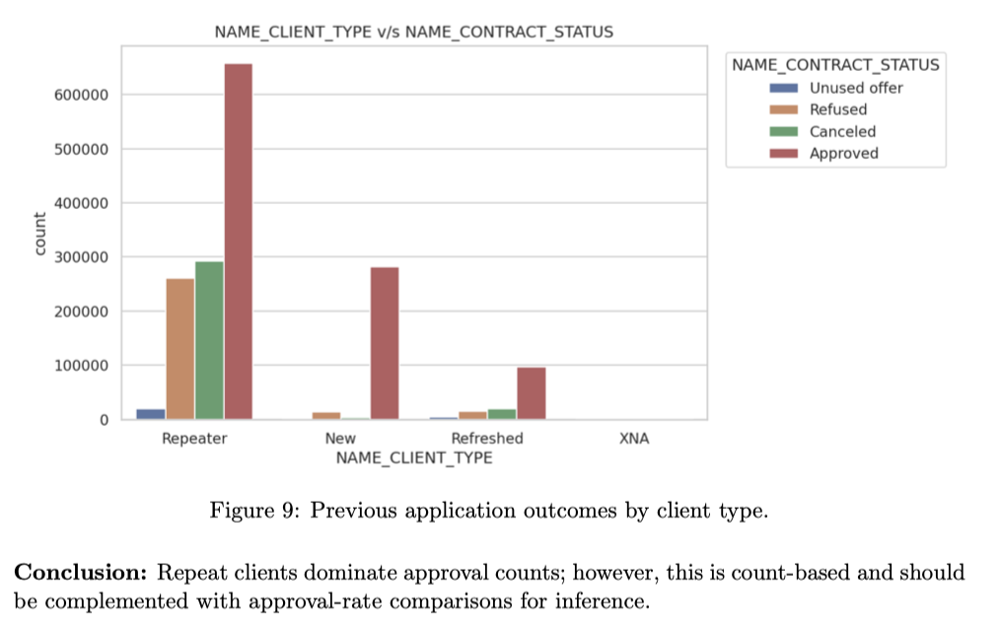 NAME_CLIENT_TYPE v/s NAME_CONTRACT_STATUS
NAME_CONTRACT_STATUS
Unused offer
Refused
Canceled
Approved
600000
500000
400000
300000
200000
100000
0
count
Repeater New Refreshed XNA
NAME_CLIENT_TYPE
Figure 9: Previous application outcomes by client type.
Conclusion: Repeat clients dominate approval counts; however, this is count-based and should
be complemented with approval-rate comparisons for inference.